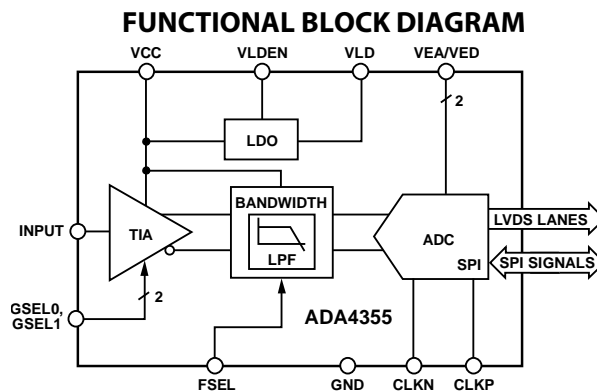 FUNCTIONAL BLOCK DIAGRAM
VCC VLDEN VLD VEA/VED
2
LDO
BANDWIDTH
INPUT TIA ADC LVDS LANES
LPF SPI SPI SIGNALS
2
GSEL0,
GSEL1
ADA4355
FSEL GND CLKN CLKP